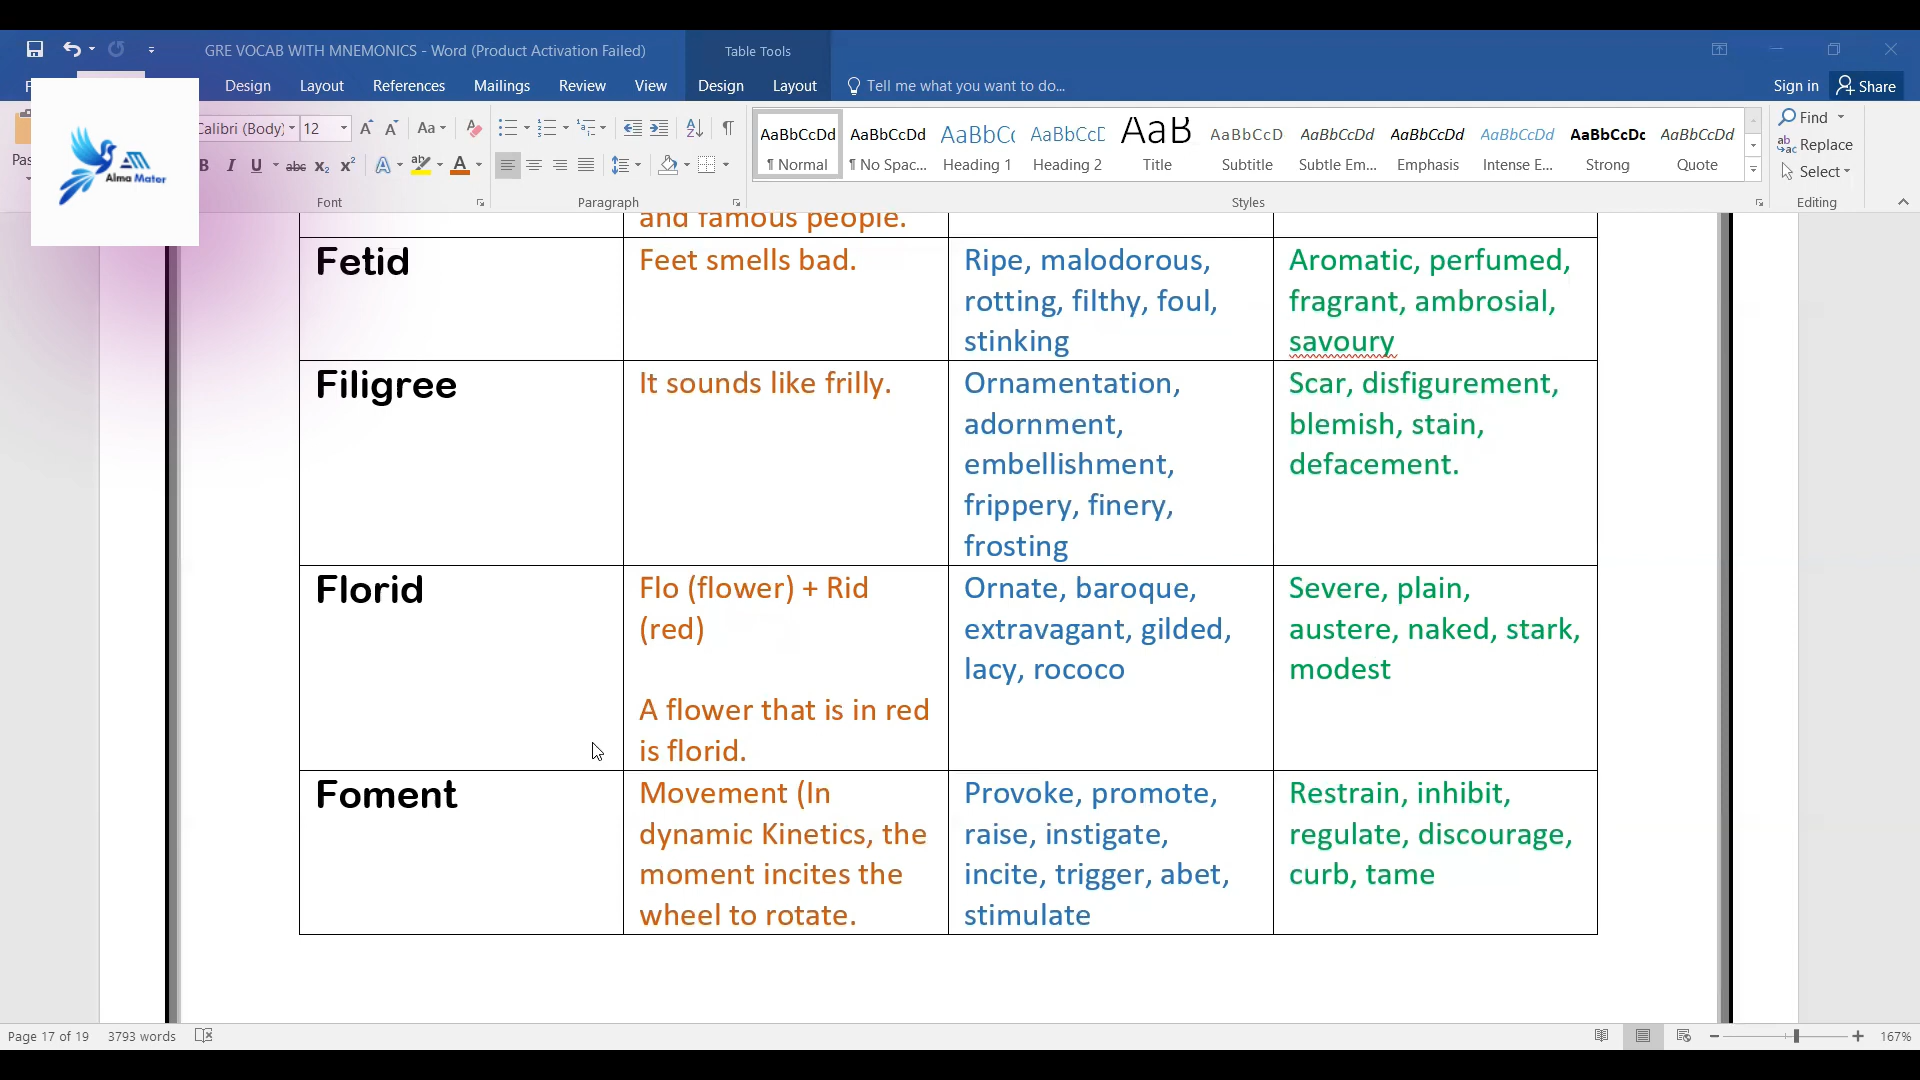 GRE VOCAB WITH MNEMONICS - Word (Product Activation Failed)
Table Tools
Design Layout References Mailings Review View Design Layout Tell me what you want to do... Sign in Share
Calibri (Body) 12 Aa
AaBbCcDd AaBbCcDd AaBbCc AaBbCcD AaB AaBbCcD AaBbCcDd AaBbCcDd AaBbCcDd AaBbCcDc AaBbCcDd
¶ Normal ¶ No Spac... Heading 1 Heading 2 Title Subtitle Subtle Em... Emphasis Intense E... Strong Quote
Find
Replace
Select
B I U abc X₂ X² A ab A
Font Paragraph Styles Editing
Alma Mater
and famous people.
Fetid
Feet smells bad.
Ripe, malodorous,
rotting, filthy, foul,
stinking
Aromatic, perfumed,
fragrant, ambrosial,
savoury
Filigree
It sounds like frilly.
Ornamentation,
adornment,
embellishment,
frippery, finery,
frosting
Scar, disfigurement,
blemish, stain,
defacement.
Florid
Flo (flower) + Rid
(red)
A flower that is in red
is florid.
Ornate, baroque,
extravagant, gilded,
lacy, rococo
Severe, plain,
austere, naked, stark,
modest
Foment
Movement (In
dynamic Kinetics, the
moment incites the
wheel to rotate.
Provoke, promote,
raise, instigate,
incite, trigger, abet,
stimulate
Restrain, inhibit,
regulate, discourage,
curb, tame
Page 17 of 19 3793 words 167%